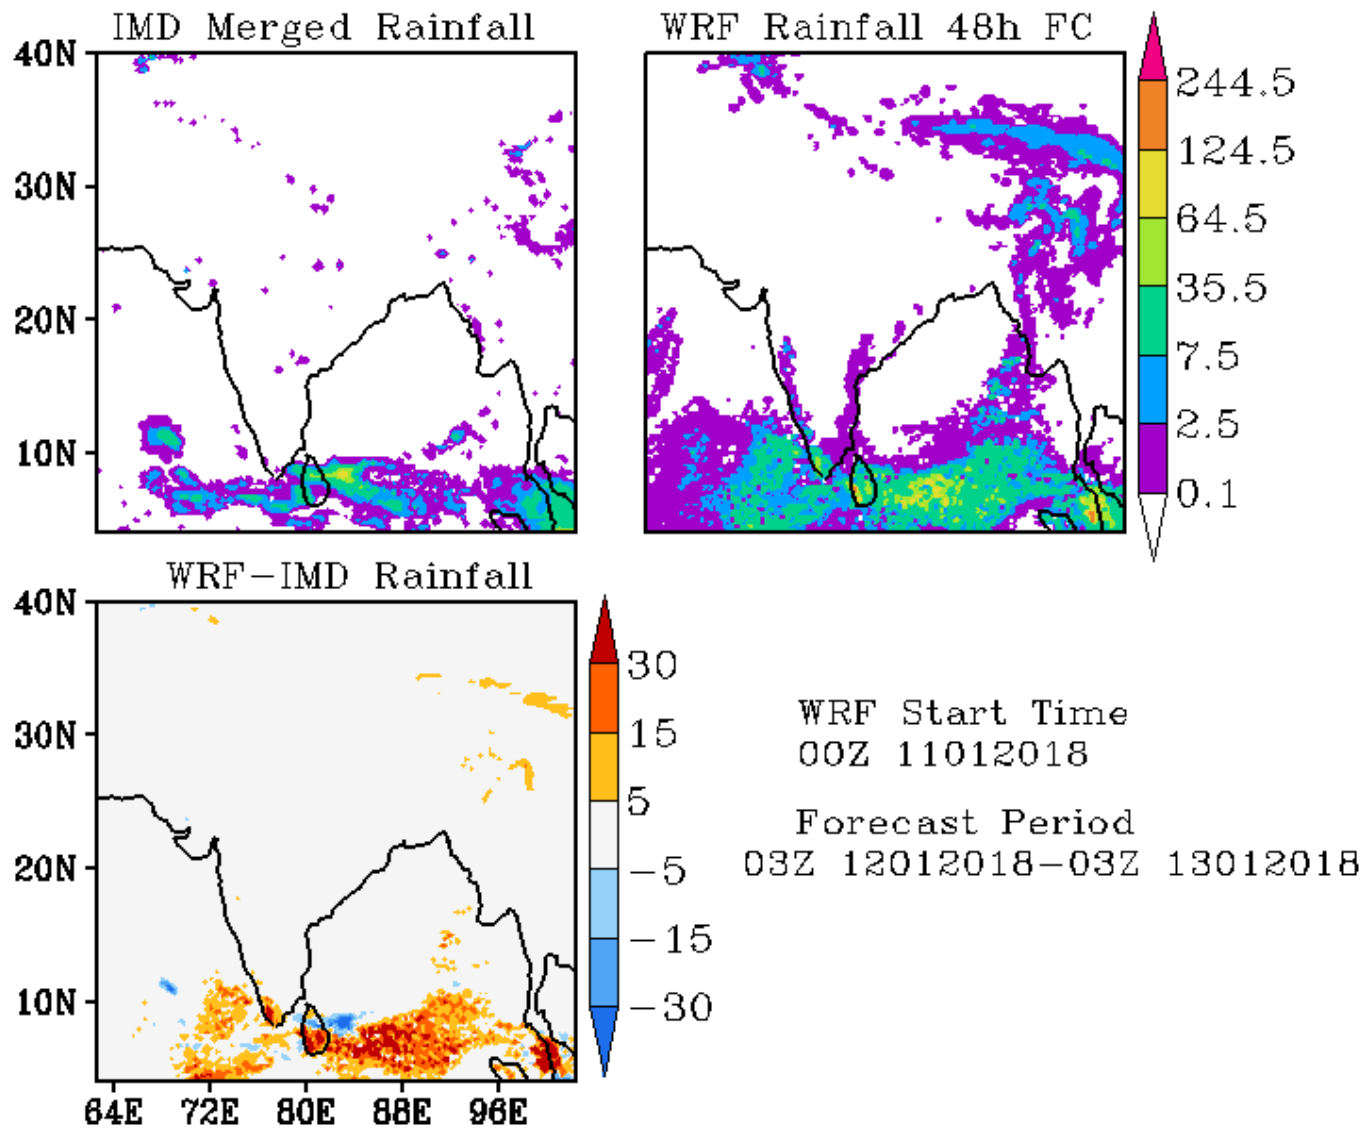 IMD Merged Rainfall
WRF Rainfall 48h FC
40N
30N
20N
10N
244.5
124.5
64.5
35.5
7.5
2.5
0.1
WRF-IMD Rainfall
40N
30N
20N
10N
64E 72E 80E 88E 96E
30
15
5
-5
-15
-30
WRF Start Time
00Z 11012018
Forecast Period
03Z 12012018-03Z 13012018